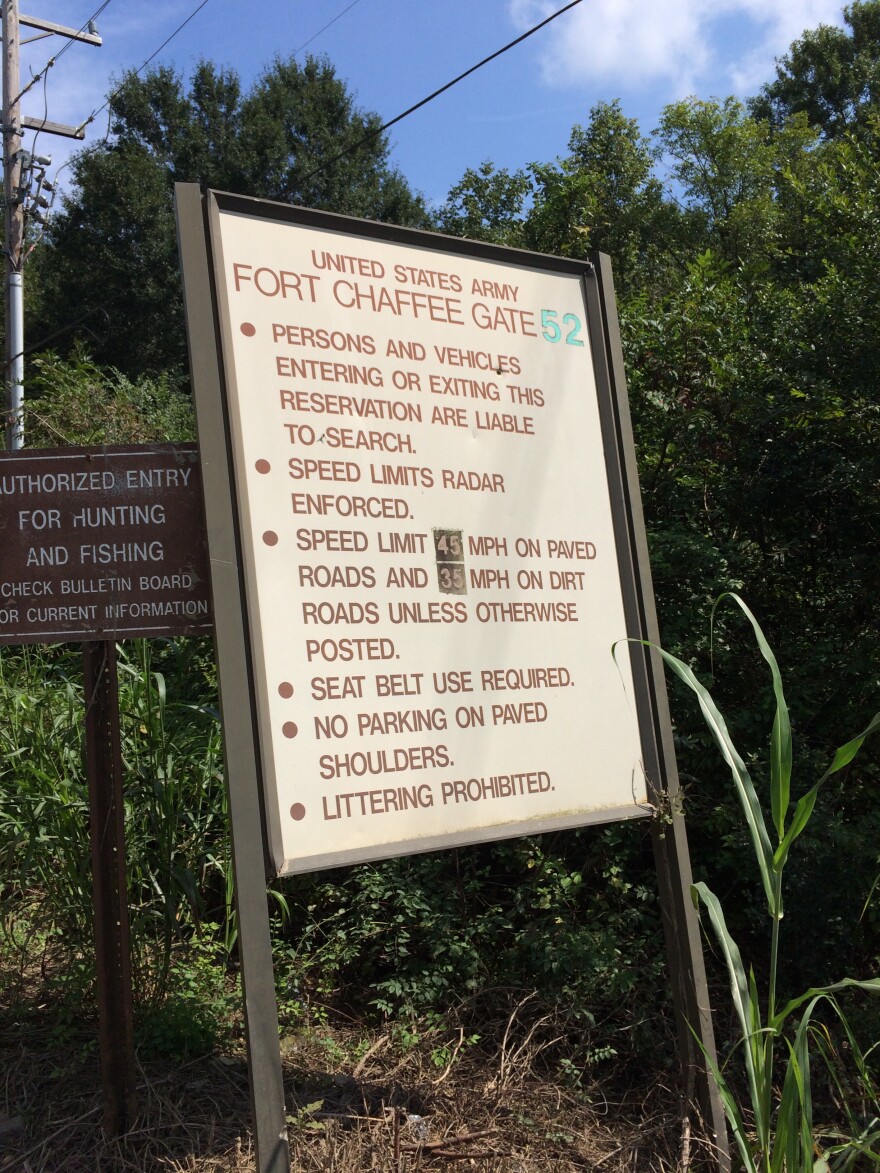 UNITED STATES ARMY
FORT CHAFFEE GATE 52
● PERSONS AND VEHICLES
ENTERING OR EXITING THIS
RESERVATION ARE LIABLE
TO SEARCH.
● SPEED LIMITS RADAR
ENFORCED.
● SPEED LIMIT 45 MPH ON PAVED
ROADS AND 35 MPH ON DIRT
ROADS UNLESS OTHERWISE
POSTED.
● SEAT BELT USE REQUIRED.
● NO PARKING ON PAVED
SHOULDERS.
● LITTERING PROHIBITED.
AUTHORIZED ENTRY
FOR HUNTING
AND FISHING
CHECK BULLETIN BOARD
OR CURRENT INFORMATION